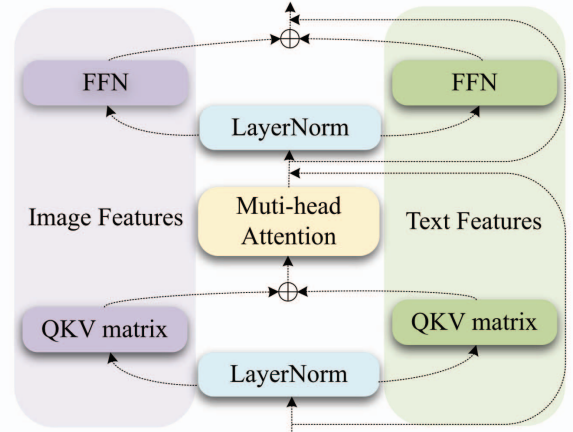 FFN
FFN
LayerNorm
Image Features
Muti-head
Attention
Text Features
QKV matrix
QKV matrix
LayerNorm